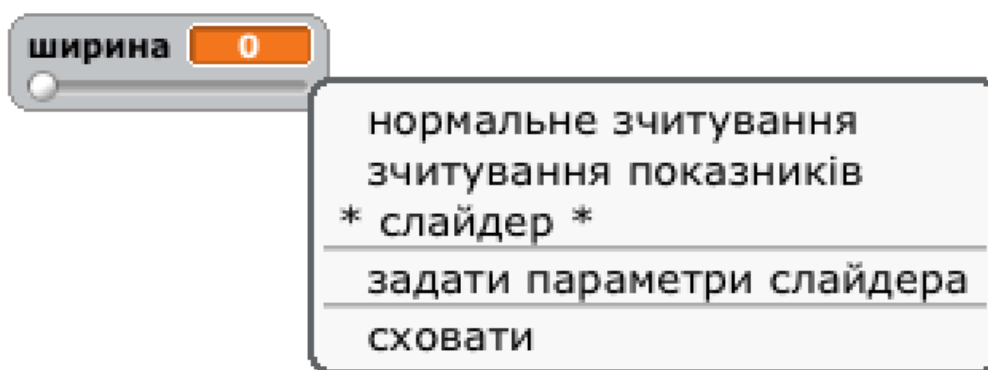 ширина 0
нормальне зчитування
зчитування показників
* слайдер *
задати параметри слайдера
сховати